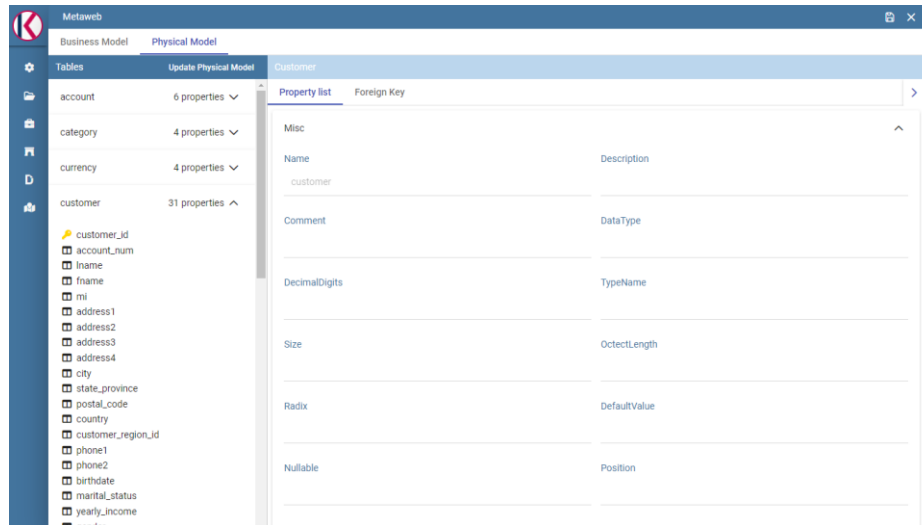 Metaweb
Business Model Physical Model
Tables Update Physical Model Customer
account 6 properties
category 4 properties
currency 4 properties
customer 31 properties
customer_id
account_num
lname
fname
mi
address1
address2
address3
address4
city
state_province
postal_code
country
customer_region_id
phone1
phone2
birthdate
marital_status
yearly_income
Property list Foreign Key
Misc
Name Description
customer
Comment DataType
DecimalDigits TypeName
Size OctectLength
Radix DefaultValue
Nullable Position
K
D